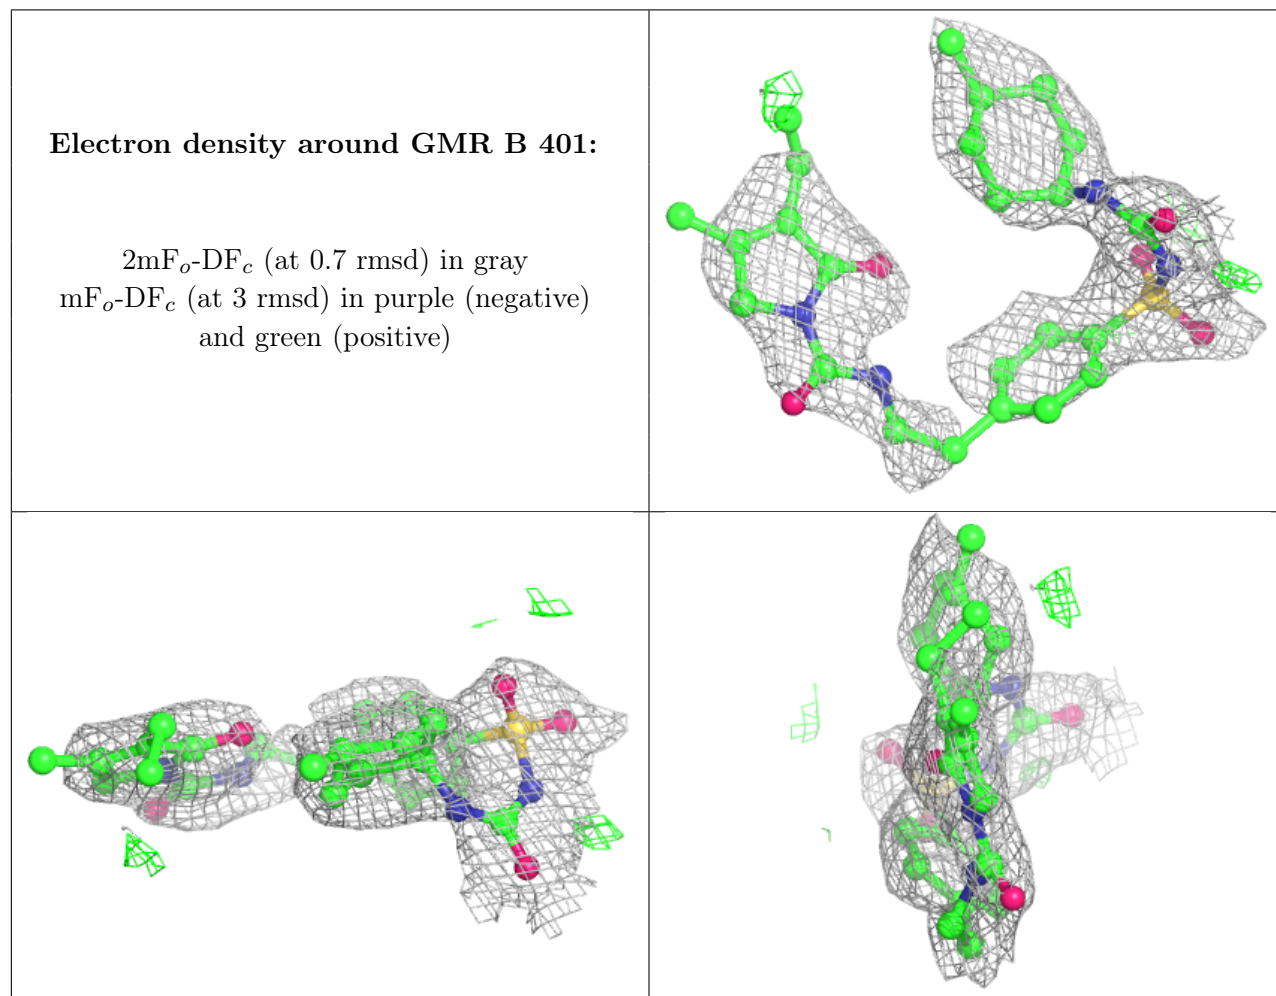 Electron density around GMR B 401:
2mFo-DFc (at 0.7 rmsd) in gray
mFo-DFc (at 3 rmsd) in purple (negative)
and green (positive)